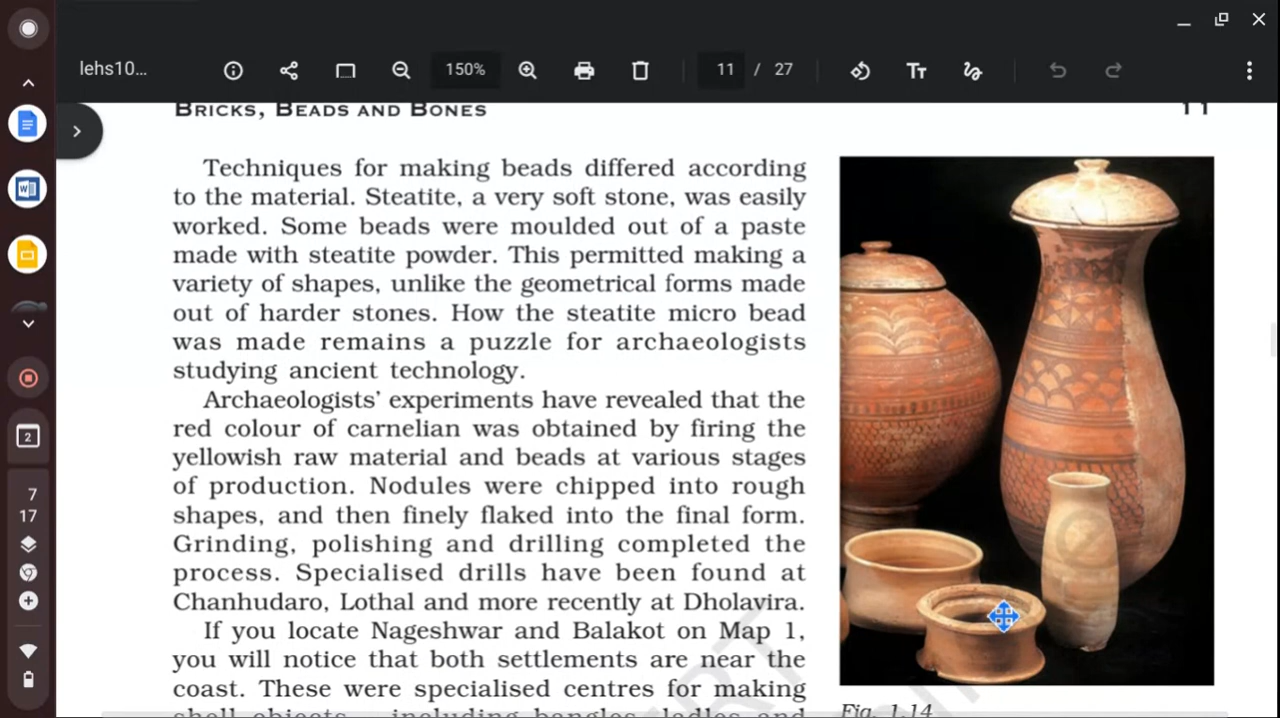 lehs10...
150%
11 / 27
BRICKS, BEADS AND BONES
11
Techniques for making beads differed according
to the material. Steatite, a very soft stone, was easily
worked. Some beads were moulded out of a paste
made with steatite powder. This permitted making a
variety of shapes, unlike the geometrical forms made
out of harder stones. How the steatite micro bead
was made remains a puzzle for archaeologists
studying ancient technology.
Archaeologists' experiments have revealed that the
red colour of carnelian was obtained by firing the
yellowish raw material and beads at various stages
of production. Nodules were chipped into rough
shapes, and then finely flaked into the final form.
Grinding, polishing and drilling completed the
process. Specialised drills have been found at
Chanhudaro, Lothal and more recently at Dholavira.
If you locate Nageshwar and Balakot on Map 1,
you will notice that both settlements are near the
coast. These were specialised centres for making
shell objects – including bangles, ladles and
Fig. 1.14
2
7
17